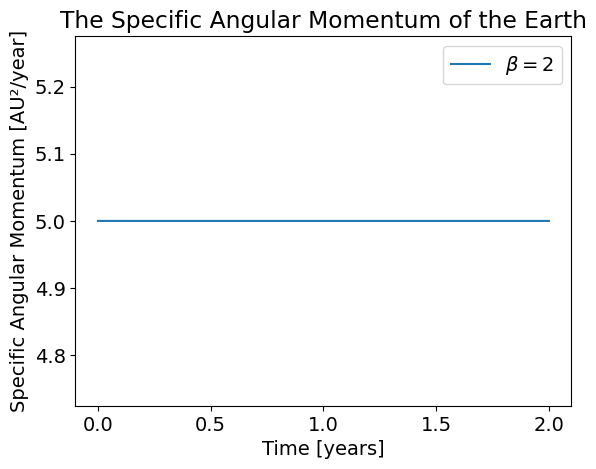 The Specific Angular Momentum of the Earth
β = 2
Specific Angular Momentum [AU²/year]
5.2
5.1
5.0
4.9
4.8
0.0 0.5 1.0 1.5 2.0
Time [years]